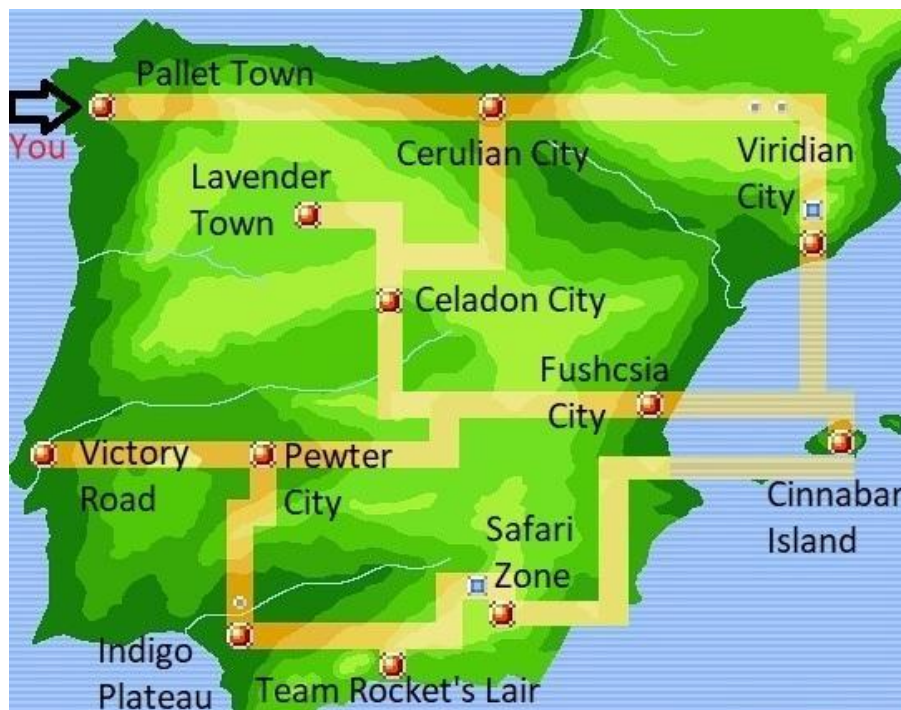 Pallet Town
You
Cerulian City
Viridian
City
Lavender
Town
Celadon City
Fushcsia
City
Victory
Road
Pewter
City
Cinnabar
Island
Safari
Zone
Indigo
Plateau
Team Rocket's Lair